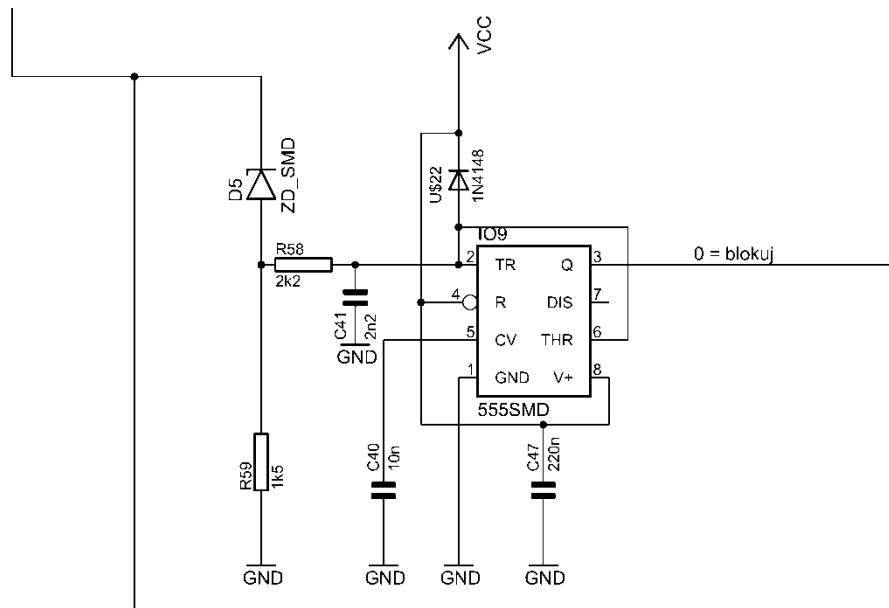 VCC
D5
ZD_SMD
U$22
1N4148
IO9
R58
2k2
2
TR
Q
3
0 = blokuj
4
R
DIS
7
C41
2n2
GND
5
CV
THR
6
1
GND
V+
8
555SMD
R59
1k5
C40
10n
C47
220n
GND
GND
GND
GND